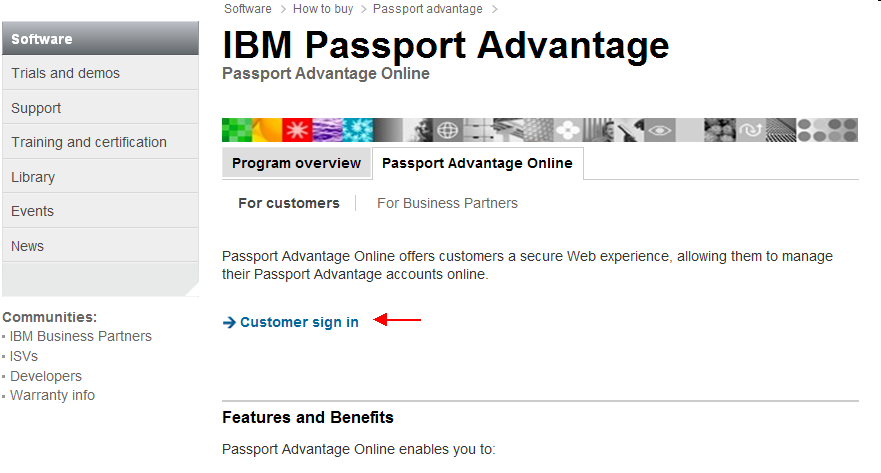 Software > How to buy > Passport advantage >
Software
Trials and demos
Support
Training and certification
Library
Events
News
Communities:
IBM Business Partners
ISVs
Developers
Warranty info
IBM Passport Advantage
Passport Advantage Online
Program overview
Passport Advantage Online
For customers
For Business Partners
Passport Advantage Online offers customers a secure Web experience, allowing them to manage
their Passport Advantage accounts online.
Customer sign in
Features and Benefits
Passport Advantage Online enables you to: